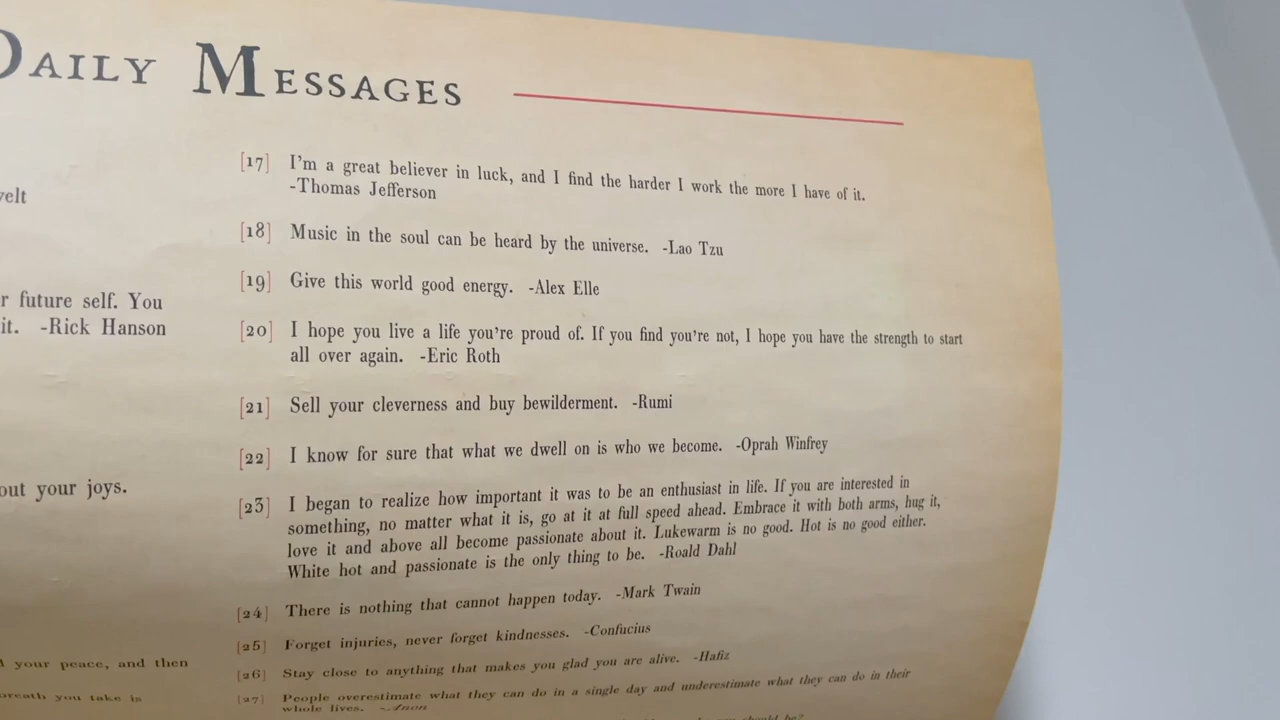 DAILY MESSAGES
velt
r future self. You
it. -Rick Hanson
out your joys.
your peace, and then
breath you take is
[17] I'm a great believer in luck, and I find the harder I work the more I have of it.
-Thomas Jefferson
[18] Music in the soul can be heard by the universe. -Lao Tzu
[19] Give this world good energy. -Alex Elle
[20] I hope you live a life you're proud of. If you find you're not, I hope you have the strength to start
all over again. -Eric Roth
[21] Sell your cleverness and buy bewilderment. -Rumi
[22] I know for sure that what we dwell on is who we become. -Oprah Winfrey
[23] I began to realize how important it was to be an enthusiast in life. If you are interested in
something, no matter what it is, go at it at full speed ahead. Embrace it with both arms, hug it,
love it and above all become passionate about it. Lukewarm is no good. Hot is no good either.
White hot and passionate is the only thing to be. -Roald Dahl
[24] There is nothing that cannot happen today. -Mark Twain
[25] Forget injuries, never forget kindnesses. -Confucius
[26] Stay close to anything that makes you glad you are alive. -Hafiz
[27] People overestimate what they can do in a single day and underestimate what they can do in their
whole lives. -Anon
should be?